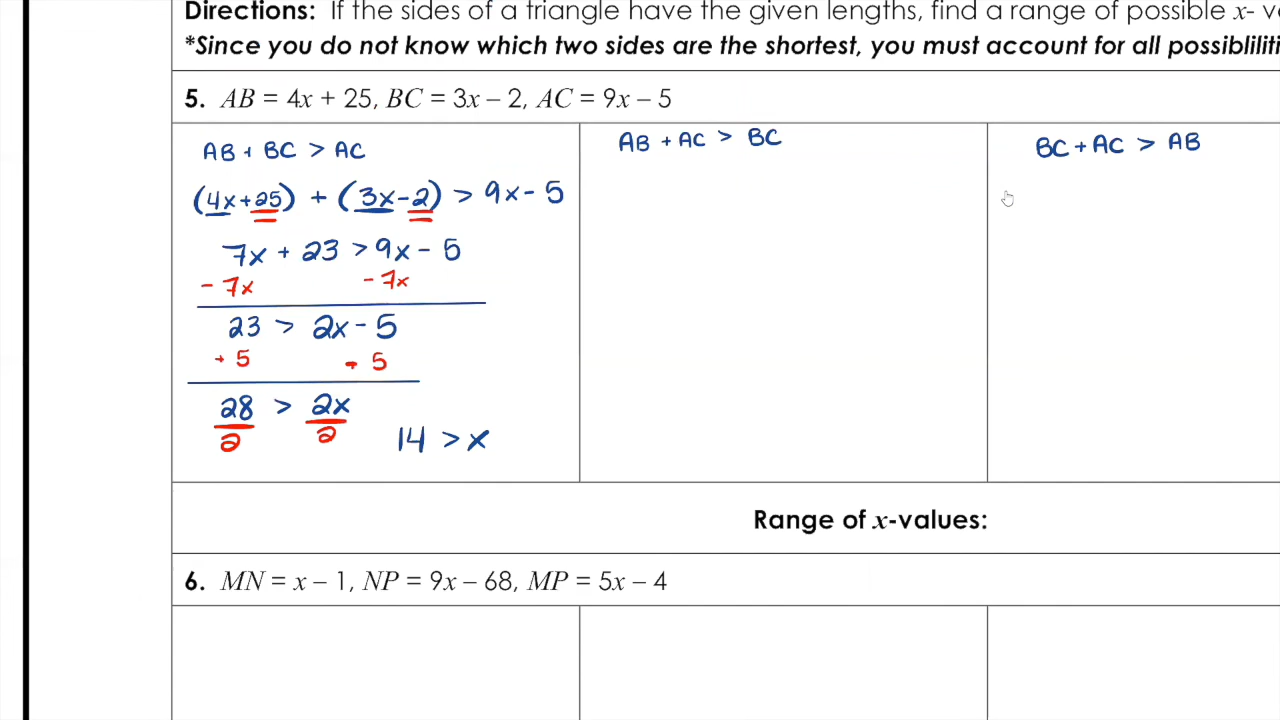 Directions: If the sides of a triangle have the given lengths, find a range of possible x-
*Since you do not know which two sides are the shortest, you must account for all
5. AB = 4x + 25, BC = 3x – 2, AC = 9x – 5
AB + BC > AC
(4x+25) + (3x-2) > 9x - 5
7x + 23 > 9x - 5
- 7x - 7x
23 > 2x - 5
+ 5 + 5
28 > 2x
2 2
14 > x
AB + AC > BC
BC + AC > AB
Range of x-values:
6. MN = x – 1, NP = 9x – 68, MP = 5x – 4